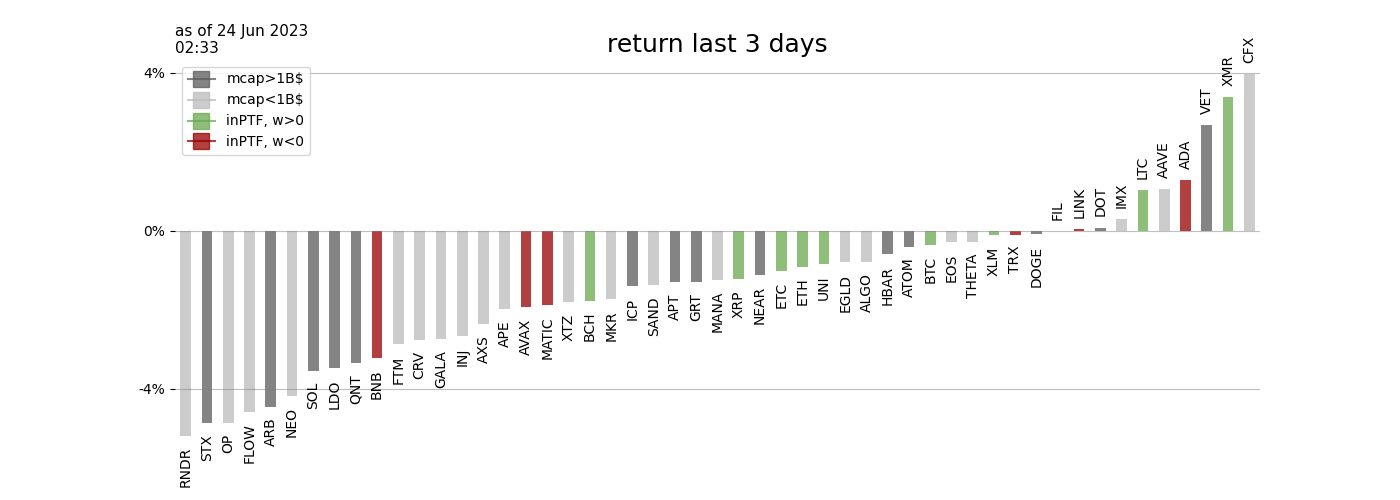 as of 24 Jun 2023
02:33
return last 3 days
mcap>1B$
mcap<1B$
inPTF, w>0
inPTF, w<0
4%
0%
-4%
RNDR
STX
OP
FLOW
ARB
NEO
SOL
LDO
QNT
BNB
FTM
CRV
GALA
INJ
AXS
APE
AVAX
MATIC
XTZ
BCH
MKR
ICP
SAND
APT
GRT
MANA
XRP
NEAR
ETC
ETH
UNI
EGLD
ALGO
HBAR
ATOM
BTC
EOS
THETA
XLM
TRX
DOGE
FIL
LINK
DOT
IMX
LTC
AAVE
ADA
VET
XMR
CFX